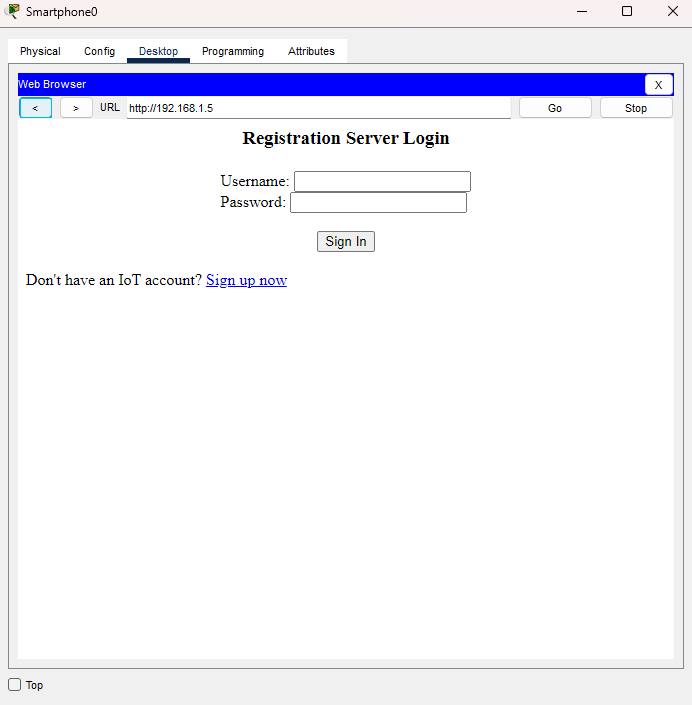 Smartphone0
Physical Config Desktop Programming Attributes
Web Browser X
< > URL http://192.168.1.5 Go Stop
Registration Server Login
Username:
Password:
Sign In
Don't have an IoT account? Sign up now
Top